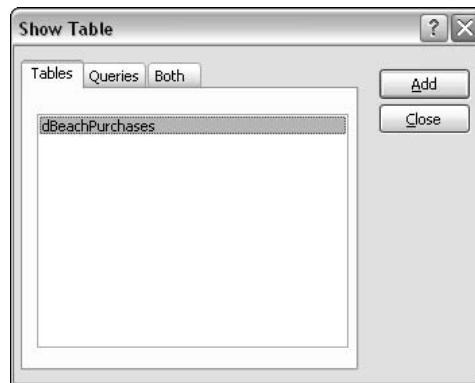 Show Table
?
Tables Queries Both
Add
Close
dBeachPurchases